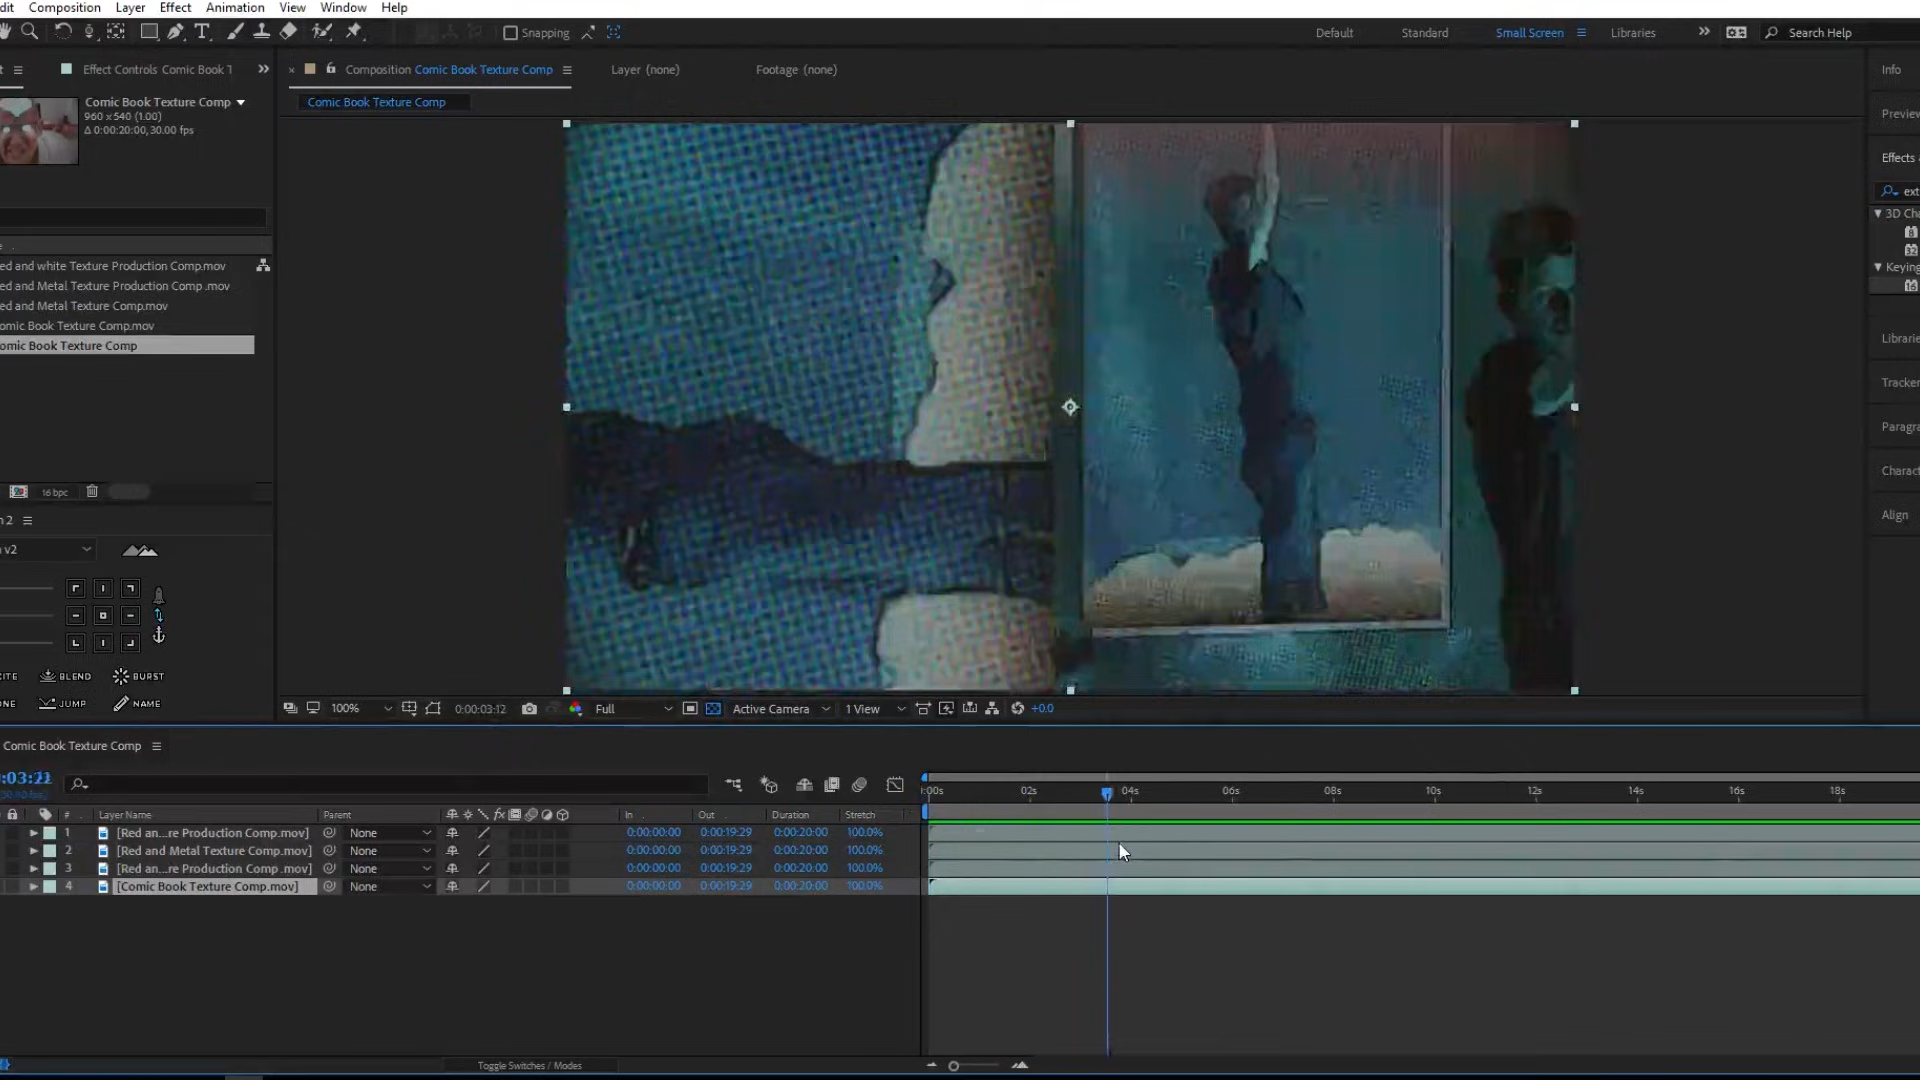 dit Composition Layer Effect Animation View Window Help
Snapping Default Standard Small Screen Libraries Search Help
t Effect Controls Comic Book T Composition Comic Book Texture Comp Layer (none) Footage (none) Info
Comic Book Texture Comp
960 x 540 (1.00)
Δ 0:00:20:00, 30.00 fps
Comic Book Texture Comp
Preview
Effects &
ext
3D Cha
8
32
Keying
16
Librarie
Tracker
Paragra
Charact
Align
e
ed and white Texture Production Comp.mov
ed and Metal Texture Production Comp .mov
ed and Metal Texture Comp.mov
omic Book Texture Comp.mov
omic Book Texture Comp
16 bpc
n 2
n v2
CITE BLEND BURST
ONE JUMP NAME
100% 0:00:03:12 Full Active Camera 1 View +0.0
Comic Book Texture Comp
:00s 02s 04s 06s 08s 10s 12s 14s 16s 18s
# Layer Name Parent fx In Out Duration Stretch
1 [Red an...re Production Comp.mov] None 0:00:00:00 0:00:19:29 0:00:20:00 100.0%
2 [Red and Metal Texture Comp.mov] None 0:00:00:00 0:00:19:29 0:00:20:00 100.0%
3 [Red an...re Production Comp .mov] None 0:00:00:00 0:00:19:29 0:00:20:00 100.0%
4 [Comic Book Texture Comp.mov] None 0:00:00:00 0:00:19:29 0:00:20:00 100.0%
Toggle Switches / Modes